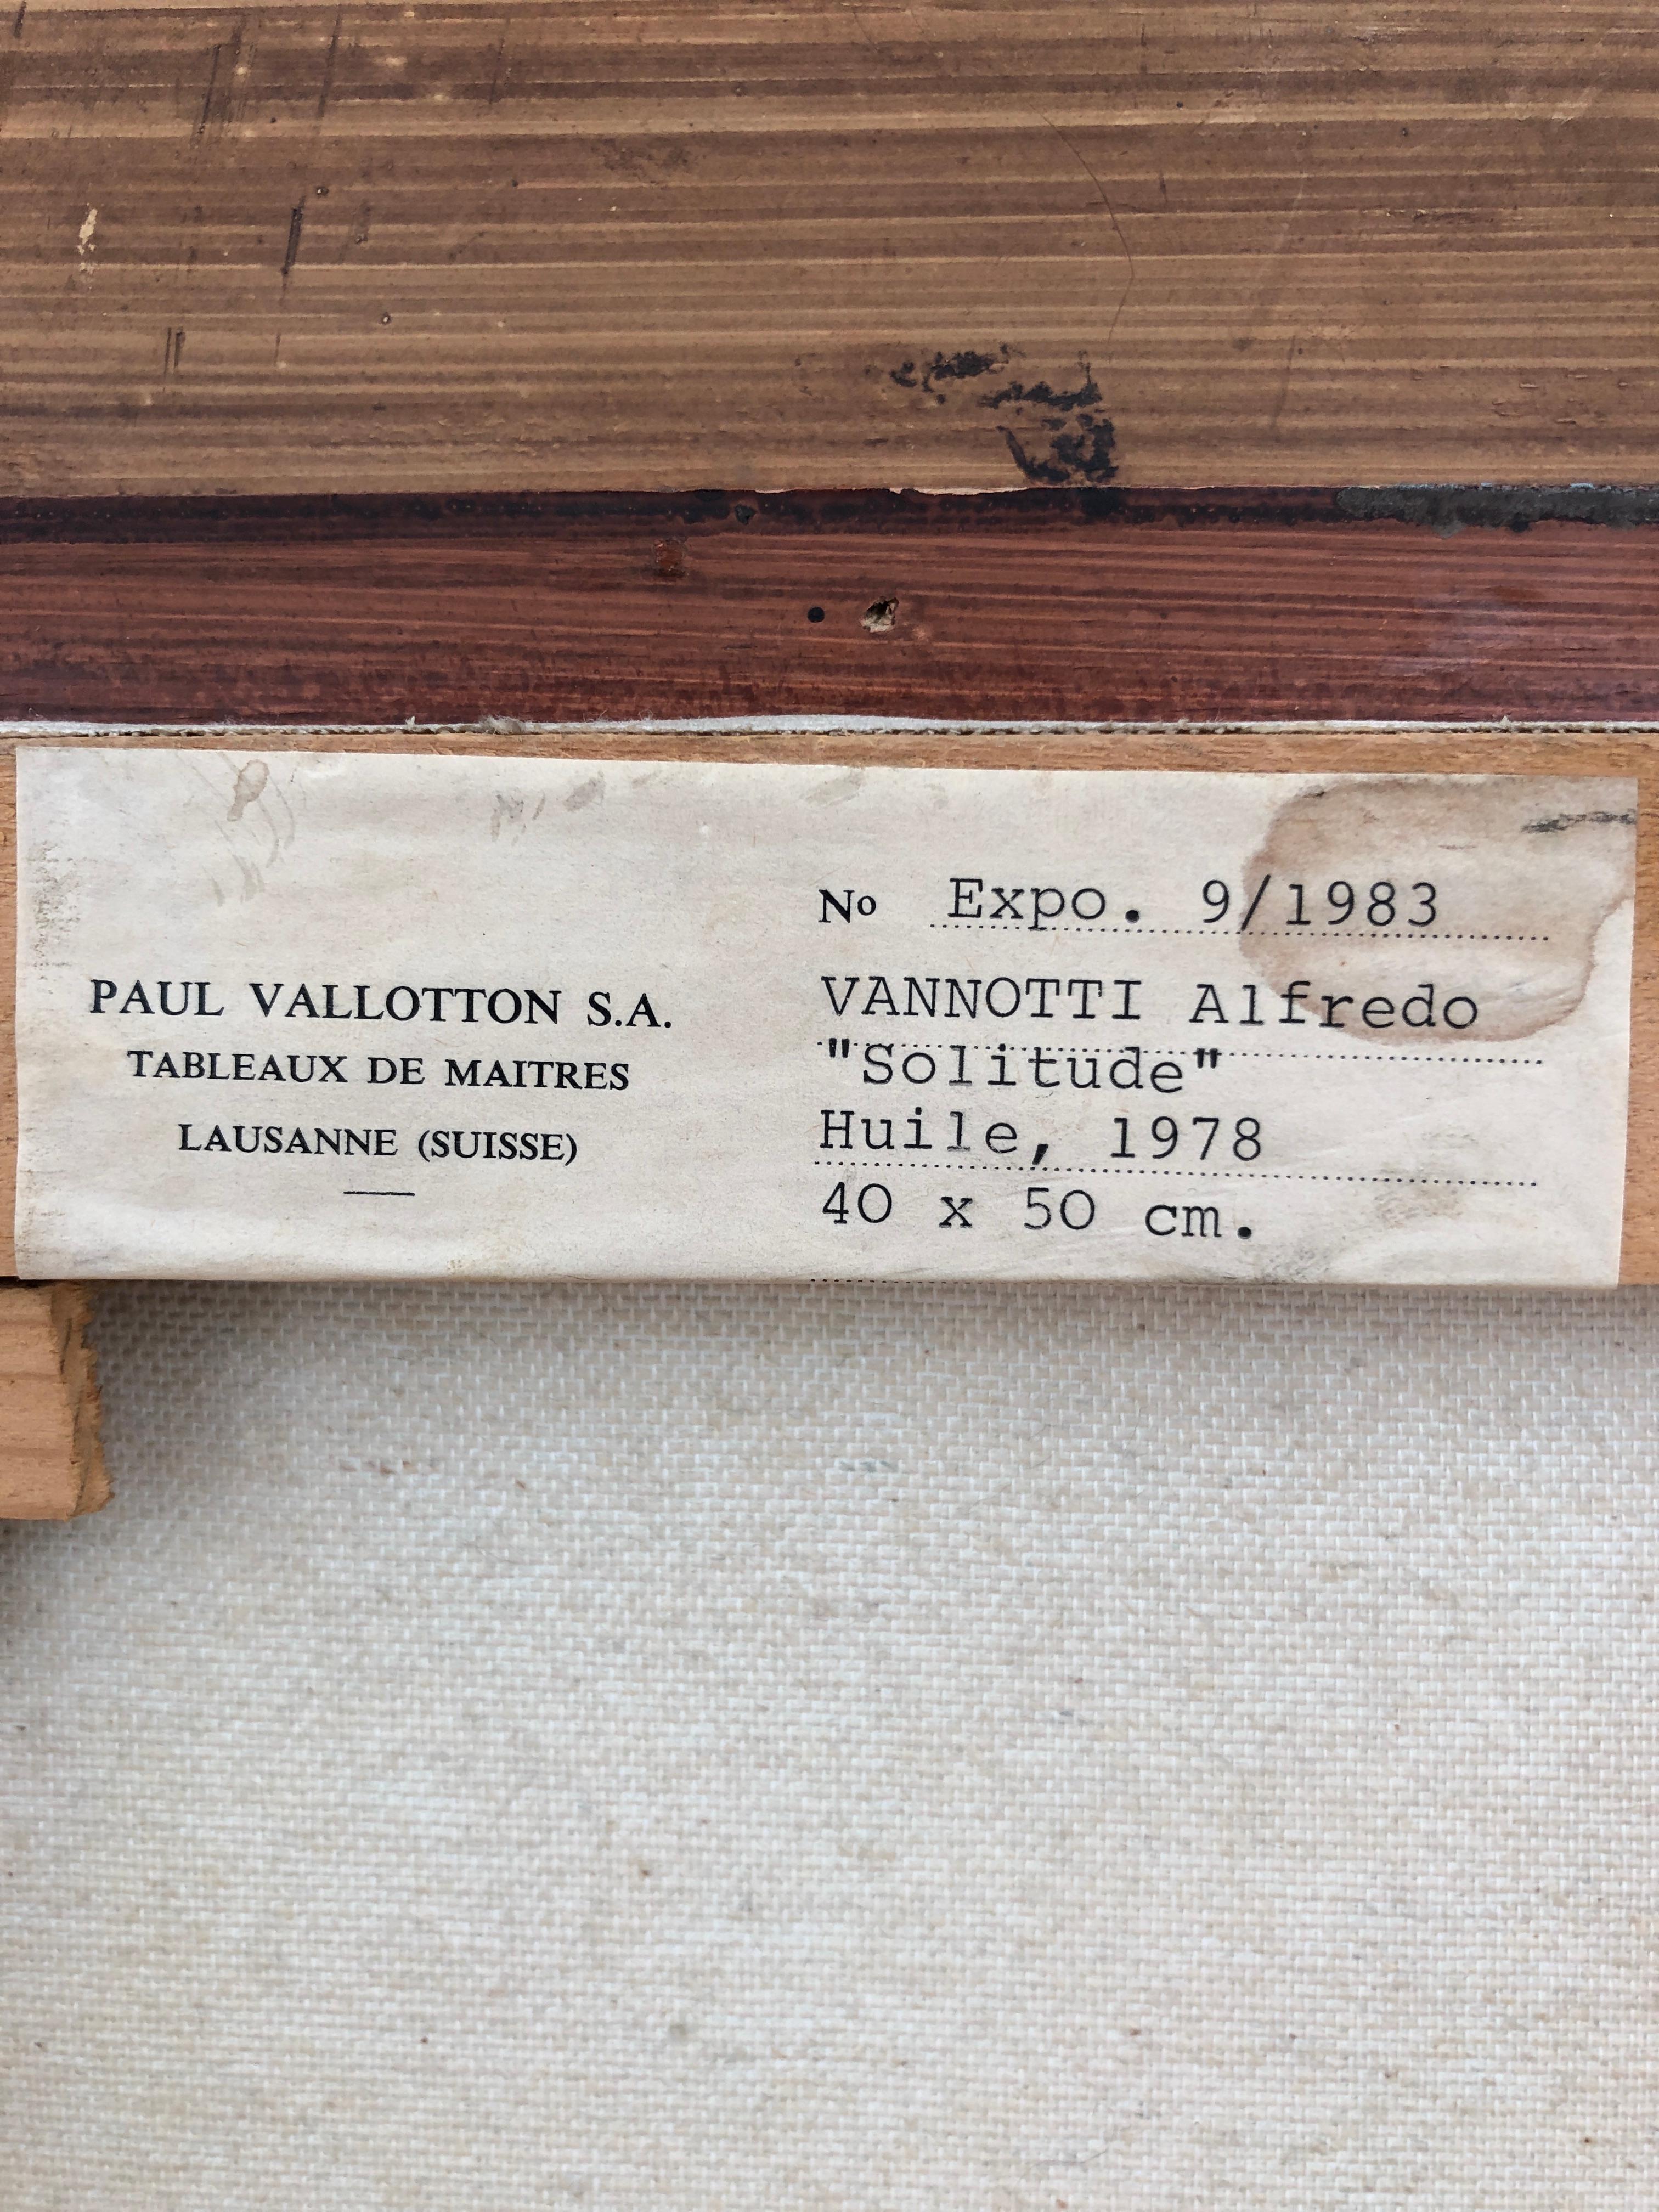 PAUL VALLOTTON S.A.
TABLEAUX DE MAITRES
LAUSANNE (SUISSE)
No Expo. 9/1983
VANNOTTI Alfredo
"Solitude"
Huile, 1978
40 x 50 cm.